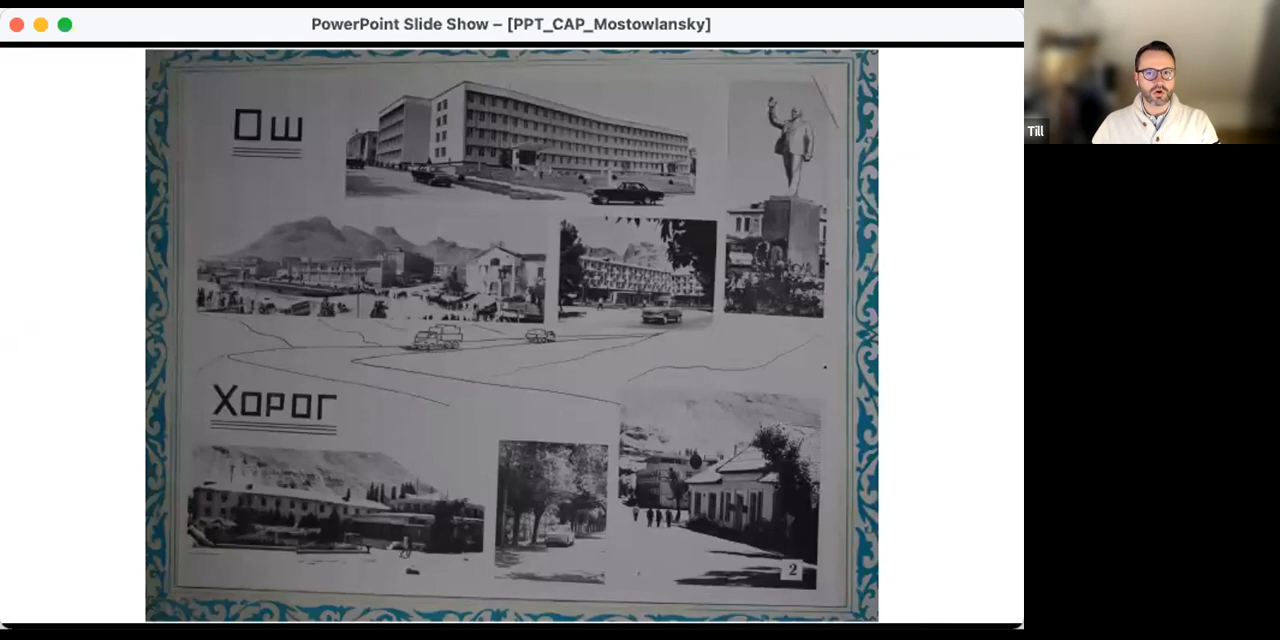 PowerPoint Slide Show – [PPT_CAP_Mostowlansky]
Till
Ош
Хорог
2